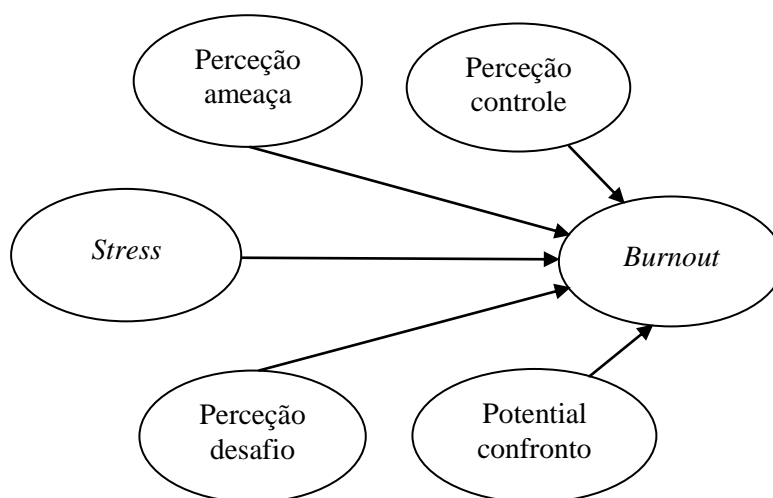 Perceção
ameaça
Perceção
controle
Stress
Burnout
Perceção
desafio
Potential
confronto